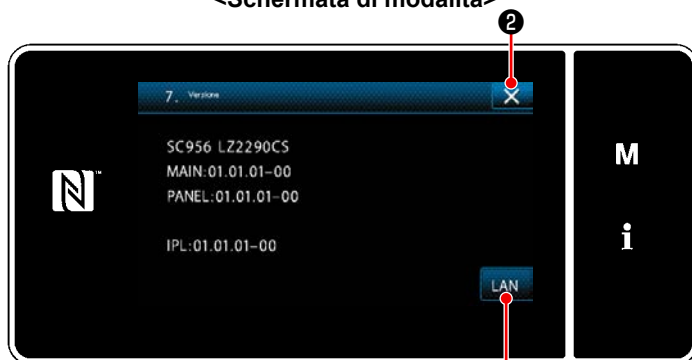 <Schermata di modalità>
❷
7. Versione
SC956 LZ2290CS
MAIN:01.01.01-00
PANEL:01.01.01-00
IPL:01.01.01-00
LAN
M
i